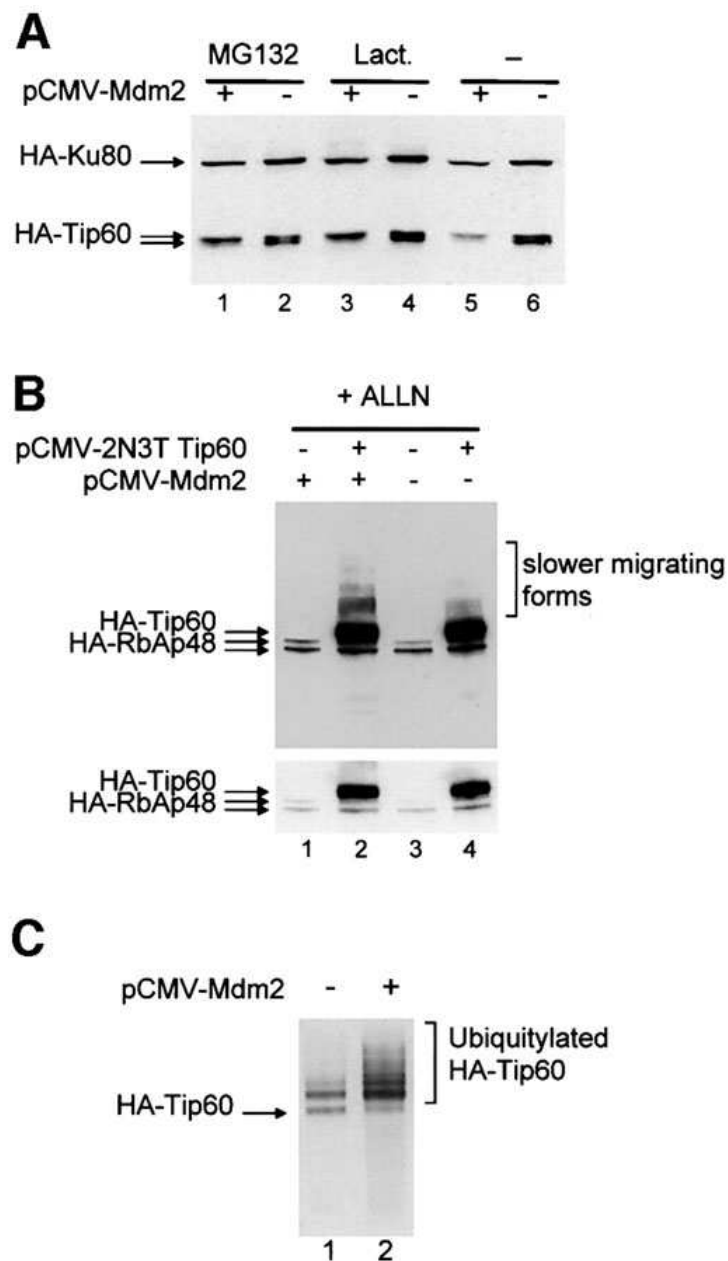 A
MG132 Lact. –
pCMV-Mdm2 + - + - + -
HA-Ku80
HA-Tip60
1 2 3 4 5 6
B
+ ALLN
pCMV-2N3T Tip60 - + - +
pCMV-Mdm2 + + - -
slower migrating
forms
HA-Tip60
HA-RbAp48
HA-Tip60
HA-RbAp48
1 2 3 4
C
pCMV-Mdm2 - +
Ubiquitylated
HA-Tip60
HA-Tip60
1 2